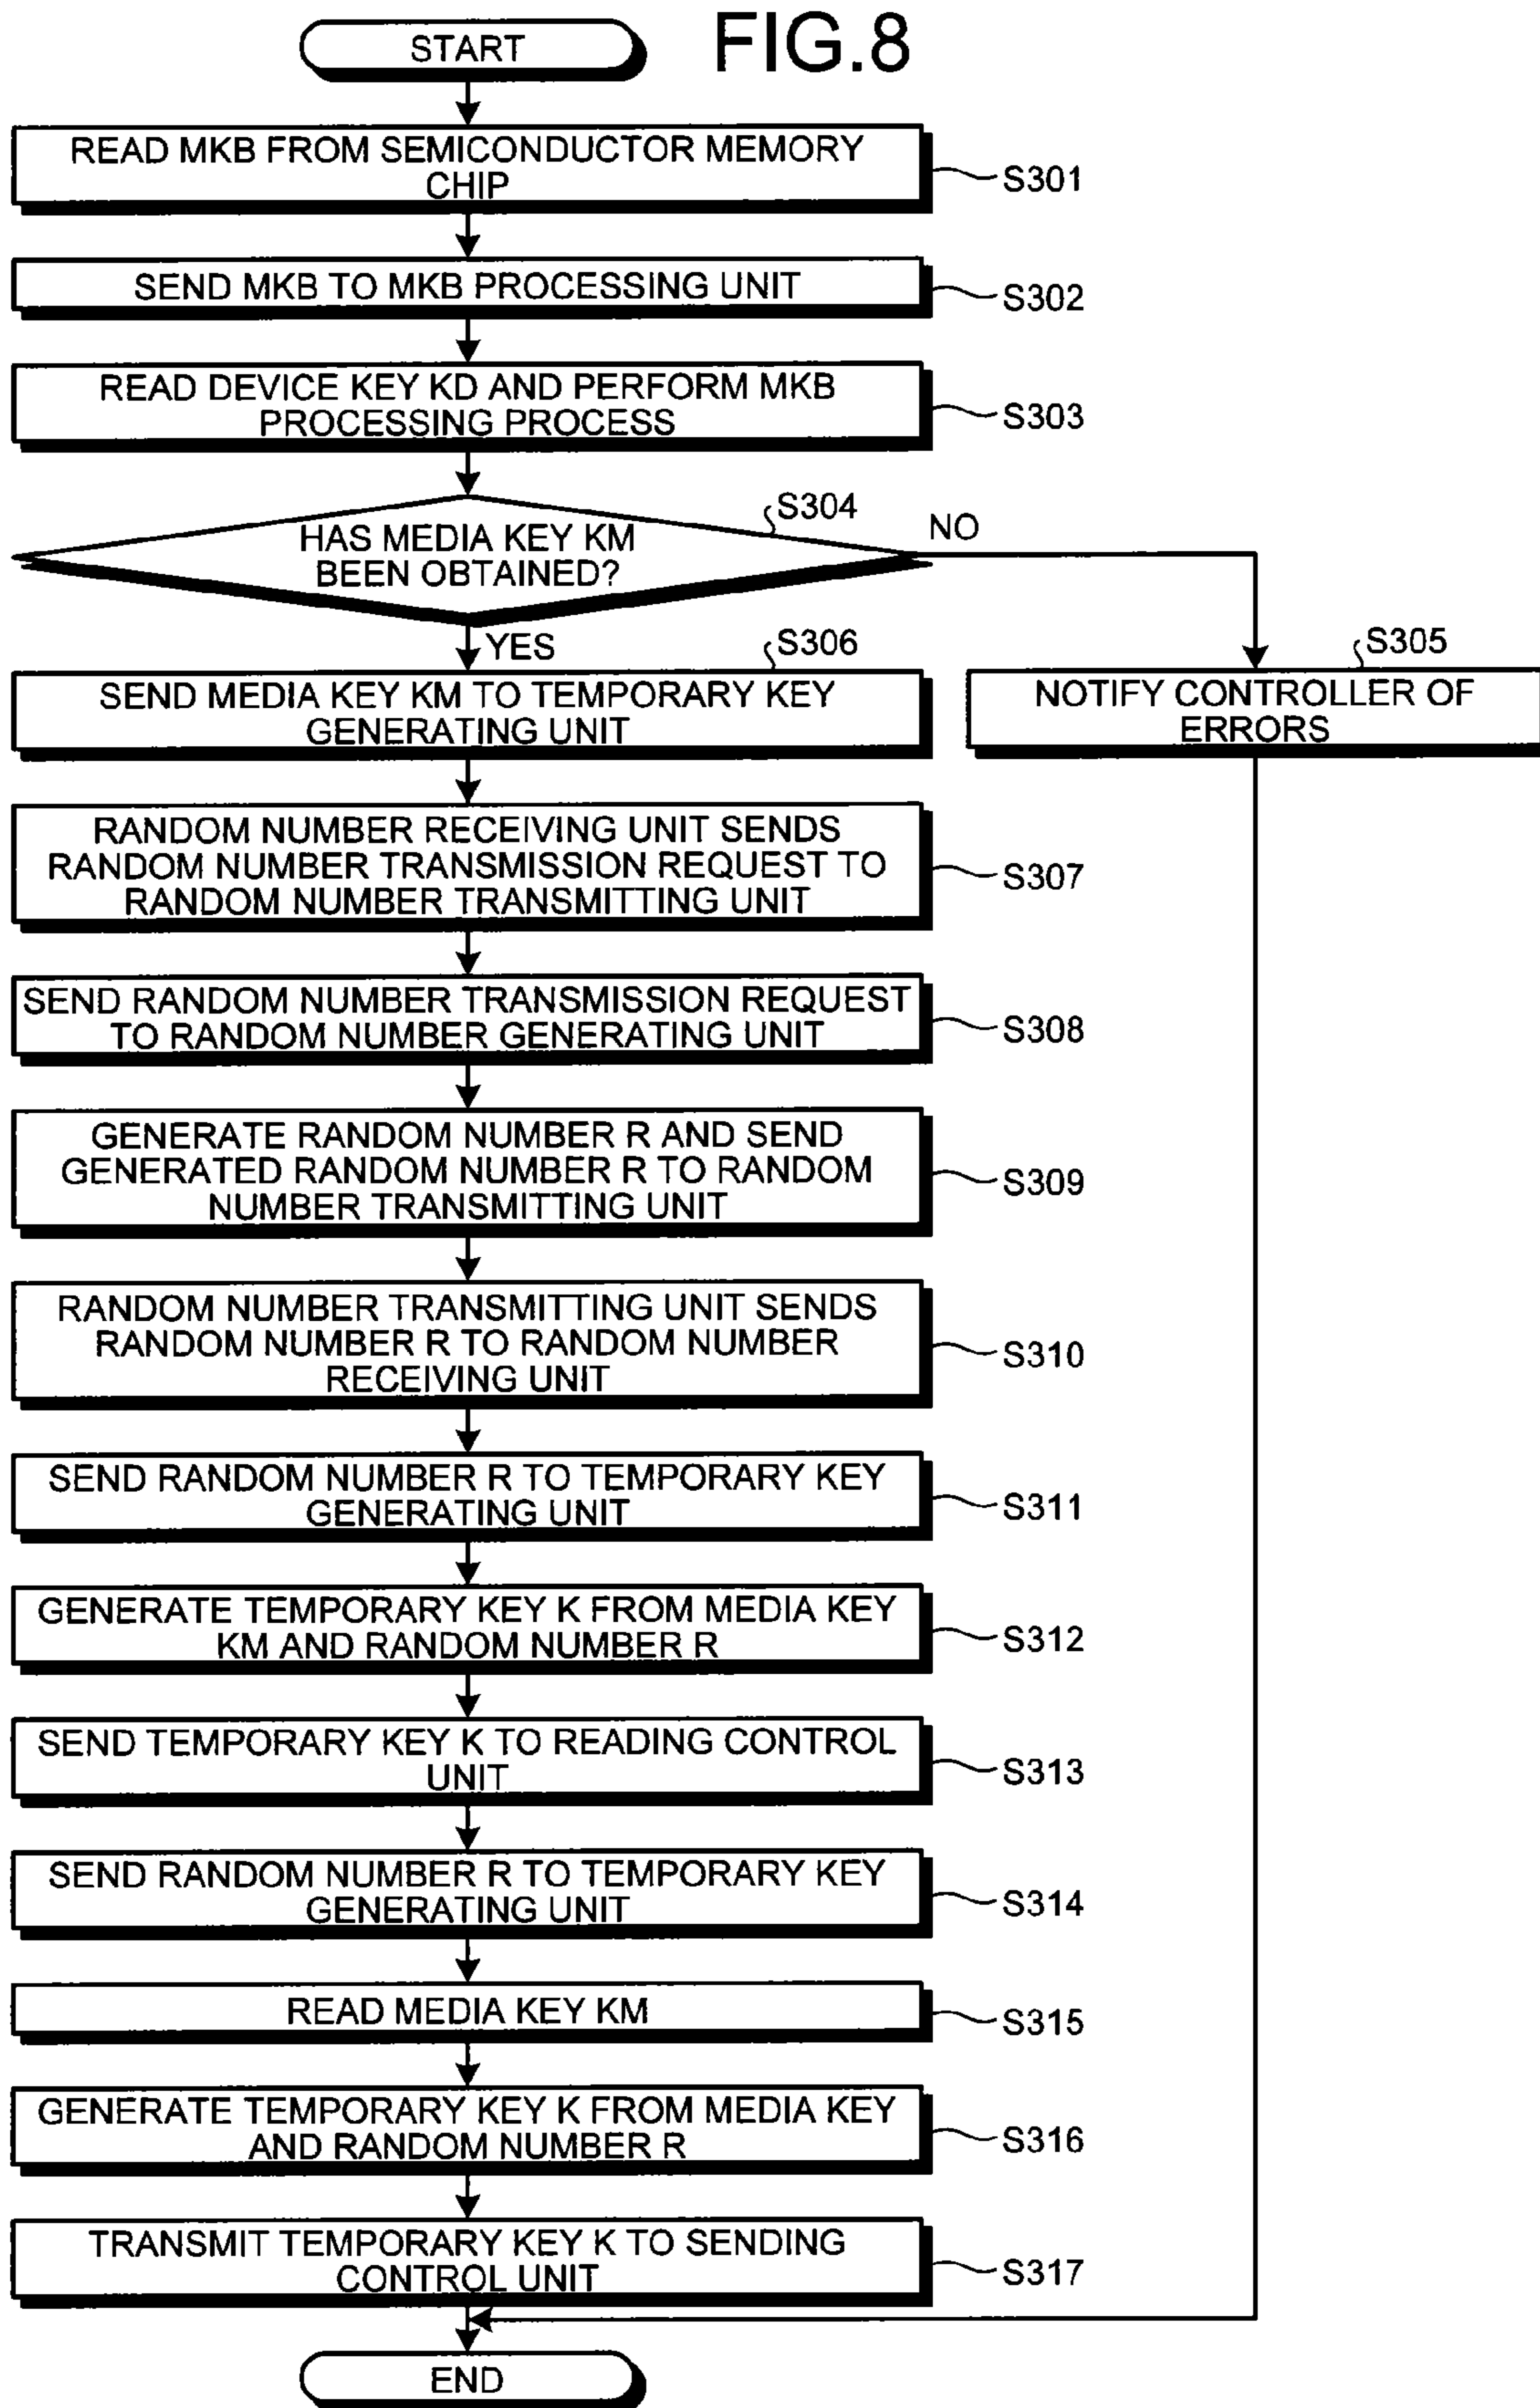 FIG.8
START
READ MKB FROM SEMICONDUCTOR MEMORY
CHIP
S301
SEND MKB TO MKB PROCESSING UNIT
S302
READ DEVICE KEY KD AND PERFORM MKB
PROCESSING PROCESS
S303
S304
HAS MEDIA KEY KM
BEEN OBTAINED?
NO
YES
S306
SEND MEDIA KEY KM TO TEMPORARY KEY
GENERATING UNIT
S305
NOTIFY CONTROLLER OF
ERRORS
RANDOM NUMBER RECEIVING UNIT SENDS
RANDOM NUMBER TRANSMISSION REQUEST TO
RANDOM NUMBER TRANSMITTING UNIT
S307
SEND RANDOM NUMBER TRANSMISSION REQUEST
TO RANDOM NUMBER GENERATING UNIT
S308
GENERATE RANDOM NUMBER R AND SEND
GENERATED RANDOM NUMBER R TO RANDOM
NUMBER TRANSMITTING UNIT
S309
RANDOM NUMBER TRANSMITTING UNIT SENDS
RANDOM NUMBER R TO RANDOM NUMBER
RECEIVING UNIT
S310
SEND RANDOM NUMBER R TO TEMPORARY KEY
GENERATING UNIT
S311
GENERATE TEMPORARY KEY K FROM MEDIA KEY
KM AND RANDOM NUMBER R
S312
SEND TEMPORARY KEY K TO READING CONTROL
UNIT
S313
SEND RANDOM NUMBER R TO TEMPORARY KEY
GENERATING UNIT
S314
READ MEDIA KEY KM
S315
GENERATE TEMPORARY KEY K FROM MEDIA KEY
AND RANDOM NUMBER R
S316
TRANSMIT TEMPORARY KEY K TO SENDING
CONTROL UNIT
S317
END